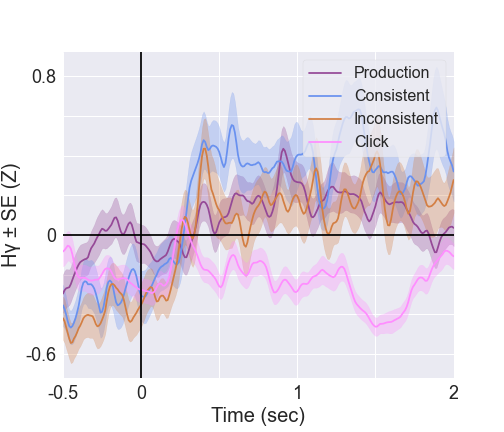 Production
Consistent
Inconsistent
Click
0.8
0
-0.6
Hγ ± SE (Z)
-0.5
0
1
2
Time (sec)